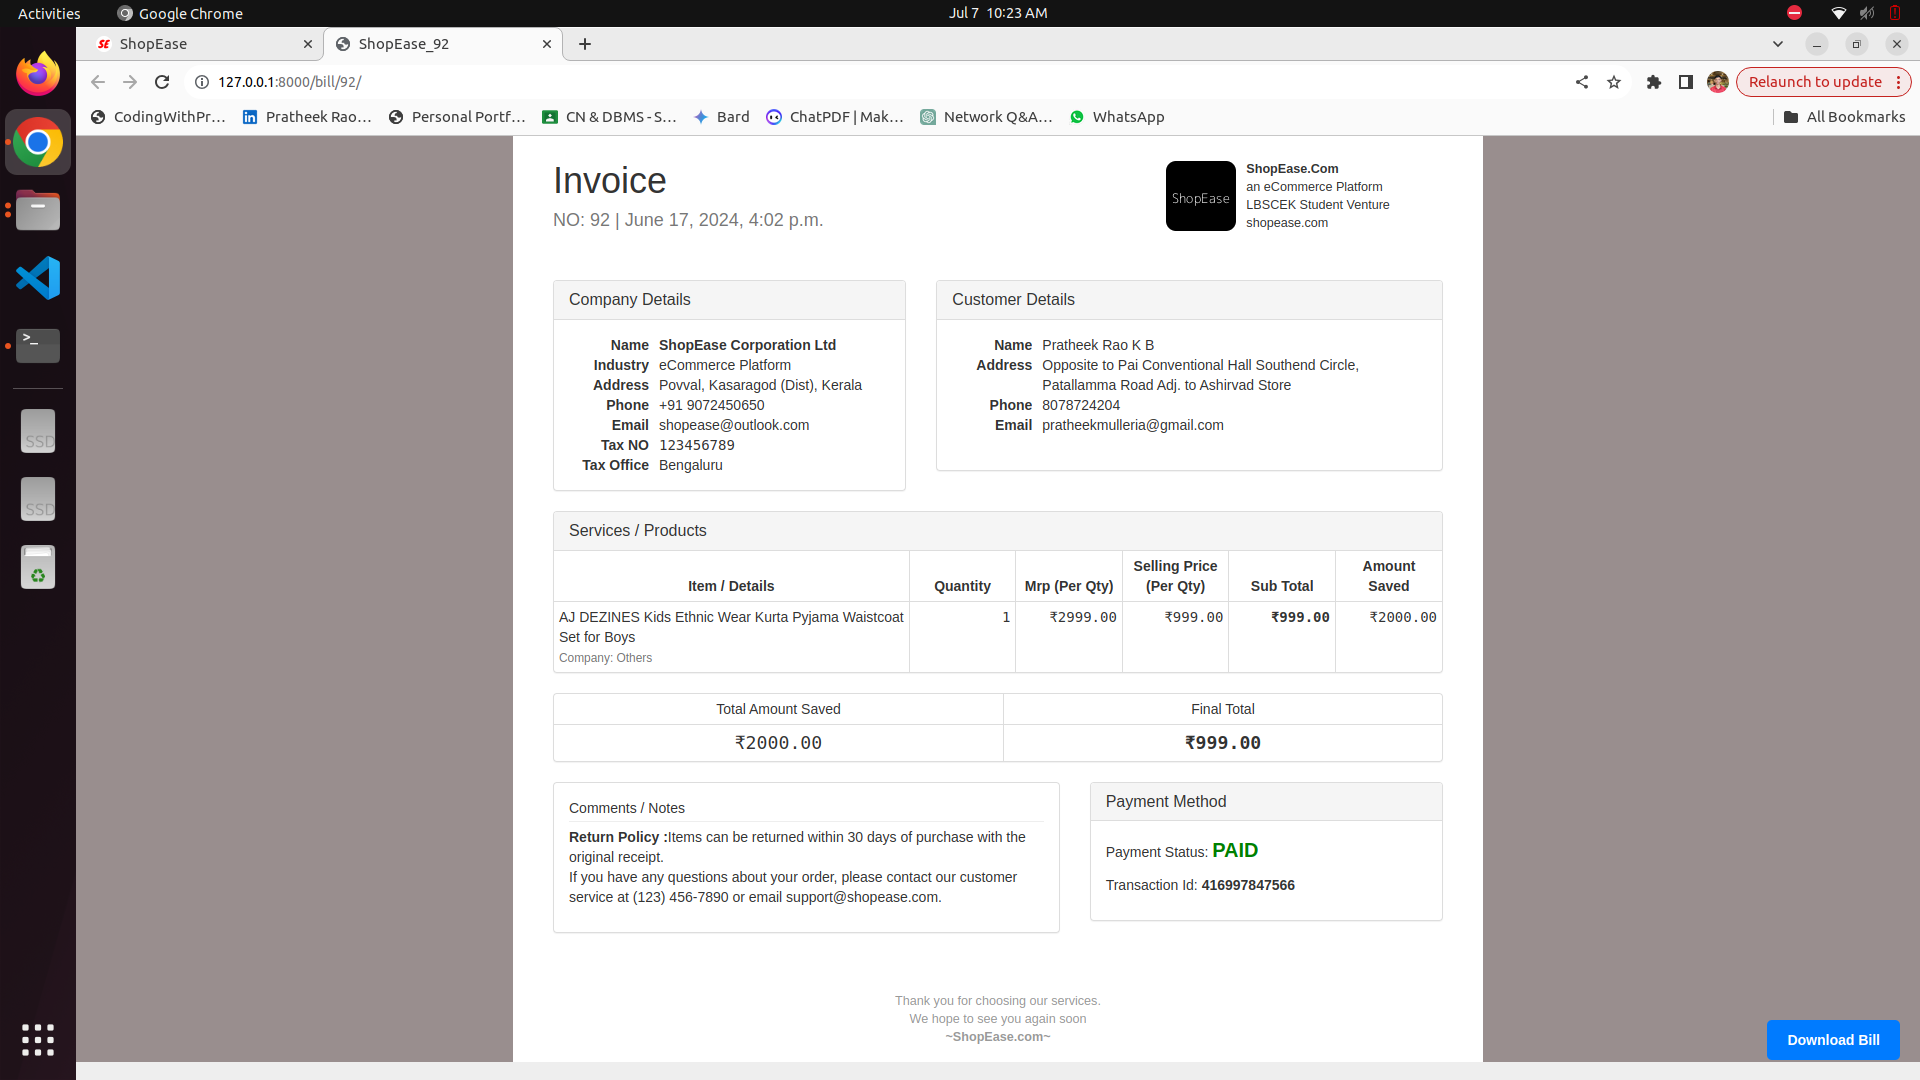 Activities
Google Chrome
Jul 7 10:23 AM
SE
ShopEase
ShopEase_92
127.0.0.1:8000/bill/92/
Relaunch to update
CodingWithPr...
Pratheek Rao...
Personal Portf...
CN & DBMS - S...
Bard
ChatPDF | Mak...
Network Q&A...
WhatsApp
All Bookmarks
SSD
SSD
Invoice
NO: 92 | June 17, 2024, 4:02 p.m.
ShopEase
ShopEase.Com
an eCommerce Platform
LBSCEK Student Venture
shopease.com
Company Details
Name ShopEase Corporation Ltd
Industry eCommerce Platform
Address Povval, Kasaragod (Dist), Kerala
Phone +91 9072450650
Email shopease@outlook.com
Tax NO 123456789
Tax Office Bengaluru
Customer Details
Name Pratheek Rao K B
Address Opposite to Pai Conventional Hall Southend Circle,
Patallamma Road Adj. to Ashirvad Store
Phone 8078724204
Email pratheekmulleria@gmail.com
Services / Products
Item / Details
Quantity
Mrp (Per Qty)
Selling Price
(Per Qty)
Sub Total
Amount
Saved
AJ DEZINES Kids Ethnic Wear Kurta Pyjama Waistcoat
Set for Boys
Company: Others
1
₹2999.00
₹999.00
₹999.00
₹2000.00
Total Amount Saved
Final Total
₹2000.00
₹999.00
Comments / Notes
Return Policy :Items can be returned within 30 days of purchase with the
original receipt.
If you have any questions about your order, please contact our customer
service at (123) 456-7890 or email support@shopease.com.
Payment Method
Payment Status: PAID
Transaction Id: 416997847566
Thank you for choosing our services.
We hope to see you again soon
~ShopEase.com~
Download Bill